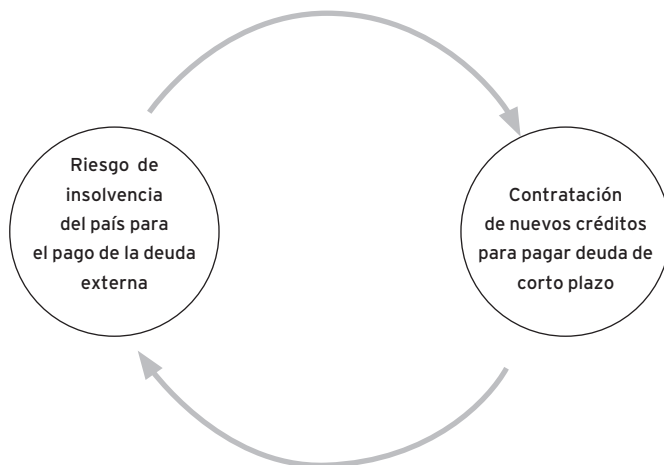 Riesgo de
insolvencia
del país para
el pago de la deuda
externa
Contratación
de nuevos créditos
para pagar deuda de
corto plazo